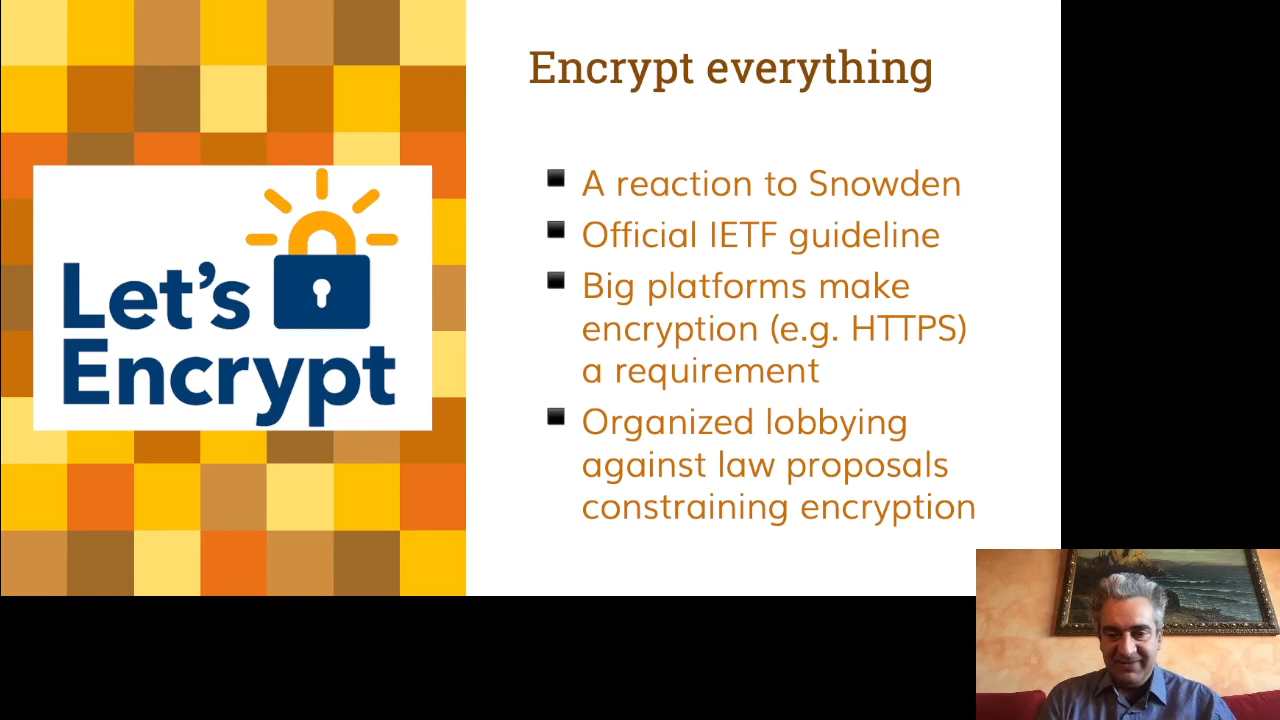 Encrypt everything
Let's
Encrypt
A reaction to Snowden
Official IETF guideline
Big platforms make
encryption (e.g. HTTPS)
a requirement
Organized lobbying
against law proposals
constraining encryption